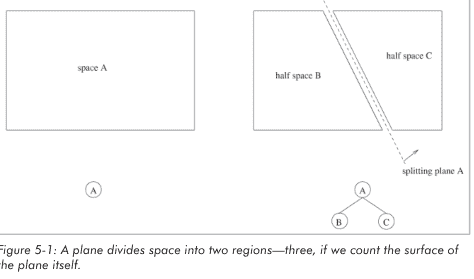 space A
half space B
half space C
splitting plane A
A
A
B
C
Figure 5-1: A plane divides space into two regions—three, if we count the surface of
the plane itself.